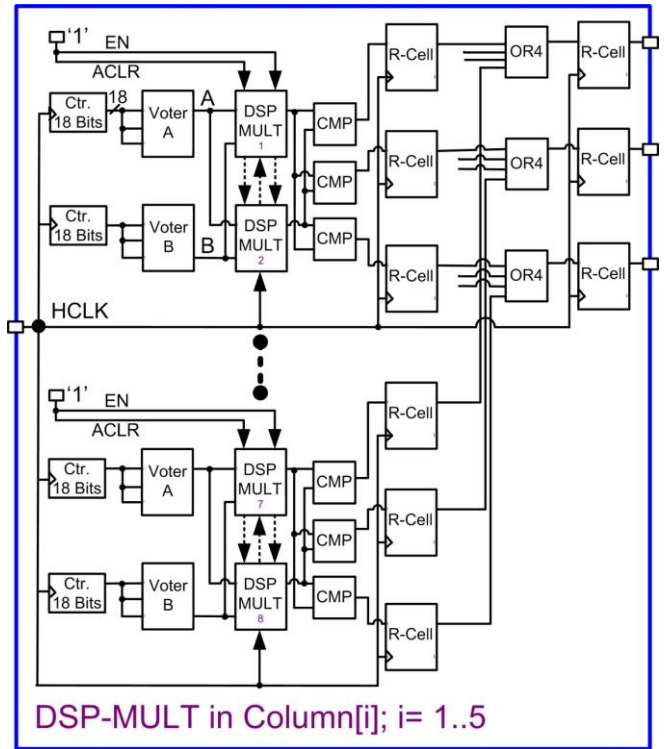 '1'
EN
ACLR
Ctr.
18 Bits
18
Voter
A
A
DSP
MULT
1
CMP
R-Cell
OR4
R-Cell
CMP
R-Cell
OR4
R-Cell
Ctr.
18 Bits
Voter
B
B
DSP
MULT
2
CMP
R-Cell
OR4
R-Cell
HCLK
'1'
EN
ACLR
Ctr.
18 Bits
Voter
A
DSP
MULT
7
CMP
R-Cell
CMP
R-Cell
Ctr.
18 Bits
Voter
B
DSP
MULT
8
CMP
R-Cell
DSP-MULT in Column[i]; i= 1..5